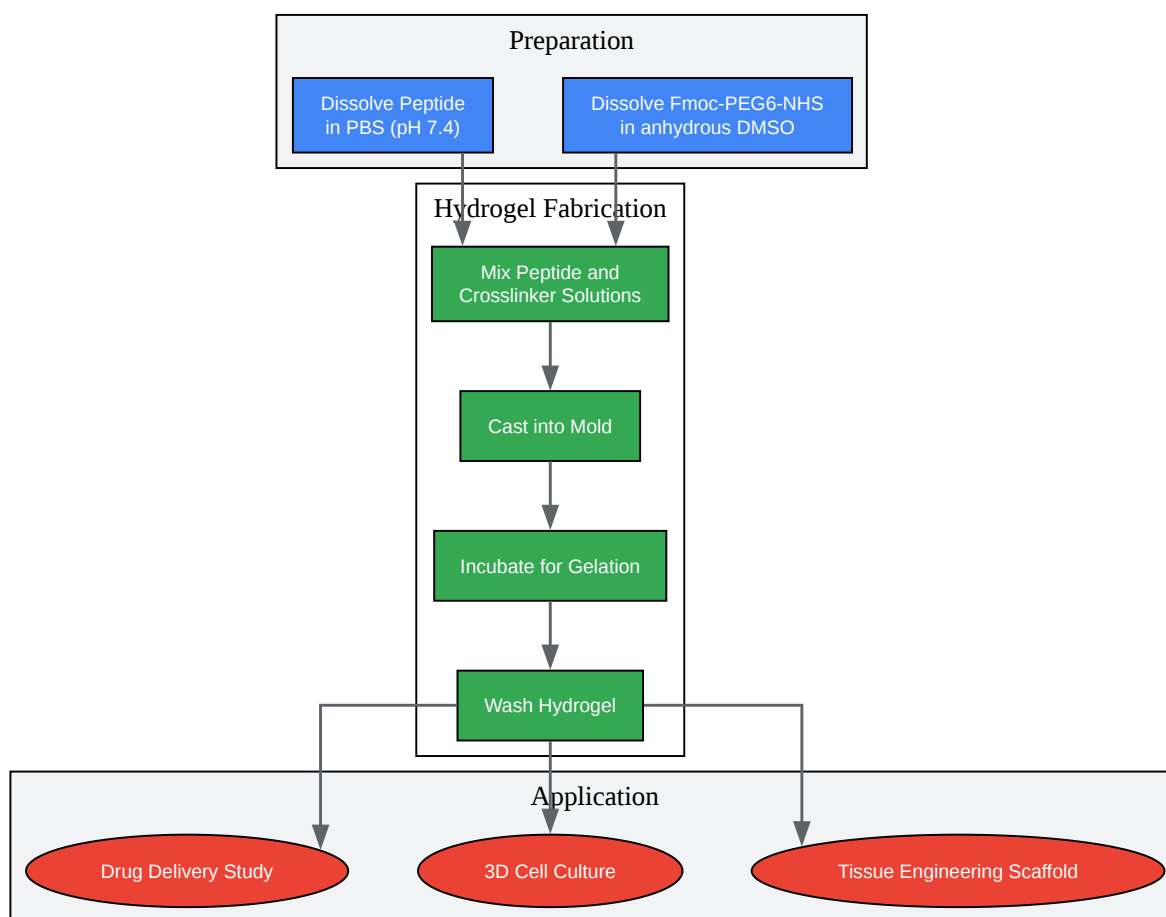 Preparation
Dissolve Peptide
in PBS (pH 7.4)
Dissolve Fmoc-PEG6-NHS
in anhydrous DMSO
Hydrogel Fabrication
Mix Peptide and
Crosslinker Solutions
Cast into Mold
Incubate for Gelation
Wash Hydrogel
Application
Drug Delivery Study
3D Cell Culture
Tissue Engineering Scaffold